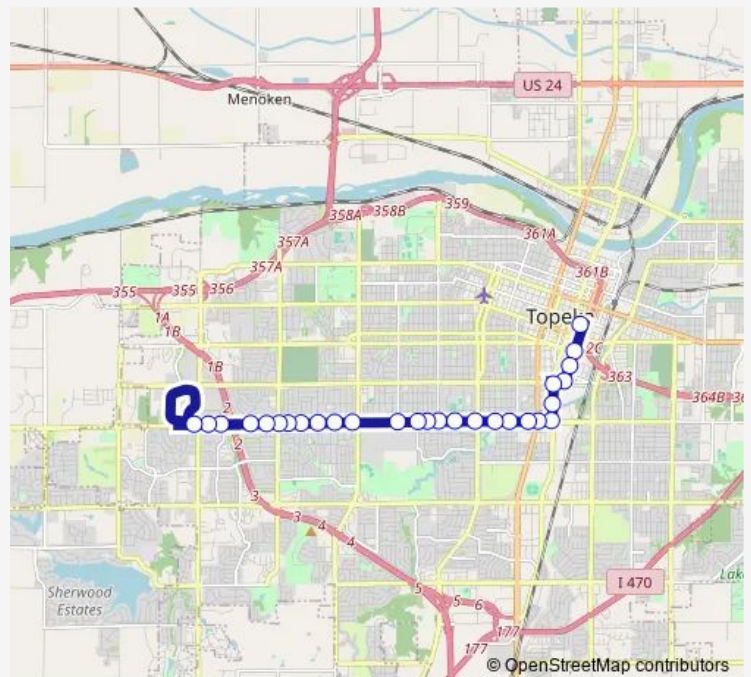 US 24
Menoken
358A
358B
359
357A
361A
357A
361B
355
355
356
1A
1B
Topeka
2C
1B
363
2
364B
2
3
3
4
4
Sherwood
Estates
5
5
6
I 470
177
177
© OpenStreetMap contributors